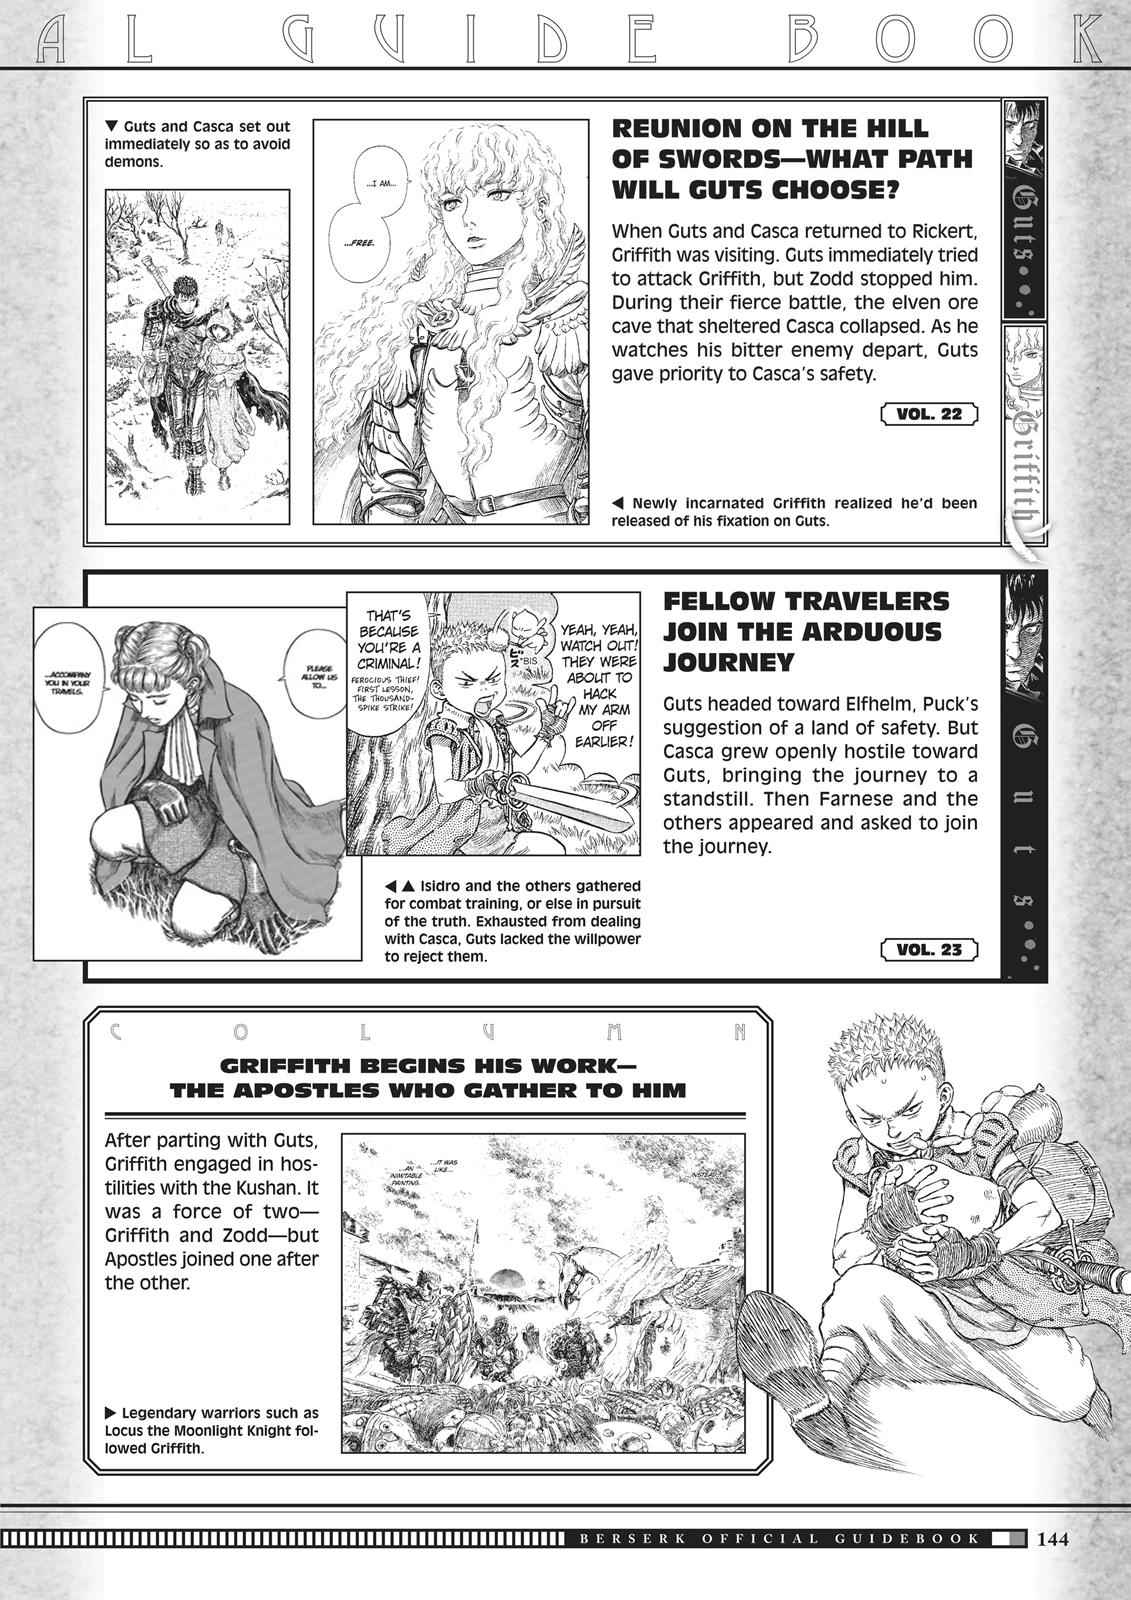 AL GUIDE BOOK
▼ Guts and Casca set out
immediately so as to avoid
demons.
...I AM...
...FREE.
REUNION ON THE HILL
OF SWORDS—WHAT PATH
WILL GUTS CHOOSE?
When Guts and Casca returned to Rickert,
Griffith was visiting. Guts immediately tried
to attack Griffith, but Zodd stopped him.
During their fierce battle, the elven ore
cave that sheltered Casca collapsed. As he
watches his bitter enemy depart, Guts
gave priority to Casca's safety.
VOL. 22
◀ Newly incarnated Griffith realized he'd been
released of his fixation on Guts.
Guts
Griffith
...ACCOMPANY
YOU IN YOUR
TRAVELS.
PLEASE
ALLOW US
TO...
THAT'S
BECAUSE
YOU'RE A
CRIMINAL!
FEROCIOUS THIEF!
FIRST LESSON,
THE THOUSAND-
SPIKE STRIKE!
ビス
*BIS
YEAH, YEAH,
WATCH OUT!
THEY WERE
ABOUT TO
HACK
MY ARM
OFF
EARLIER!
FELLOW TRAVELERS
JOIN THE ARDUOUS
JOURNEY
Guts headed toward Elfhelm, Puck's
suggestion of a land of safety. But
Casca grew openly hostile toward
Guts, bringing the journey to a
standstill. Then Farnese and the
others appeared and asked to join
the journey.
◀ ▲ Isidro and the others gathered
for combat training, or else in pursuit
of the truth. Exhausted from dealing
with Casca, Guts lacked the willpower
to reject them.
VOL. 23
Guts
COLUMN
GRIFFITH BEGINS HIS WORK—
THE APOSTLES WHO GATHER TO HIM
After parting with Guts,
Griffith engaged in hos-
tilities with the Kushan. It
was a force of two—
Griffith and Zodd—but
Apostles joined one after
the other.
▶ Legendary warriors such as
Locus the Moonlight Knight fol-
lowed Griffith.
...IT WAS
LIKE...
...AN
INIMITABLE
PAINTING.
BERSERK OFFICIAL GUIDEBOOK
144